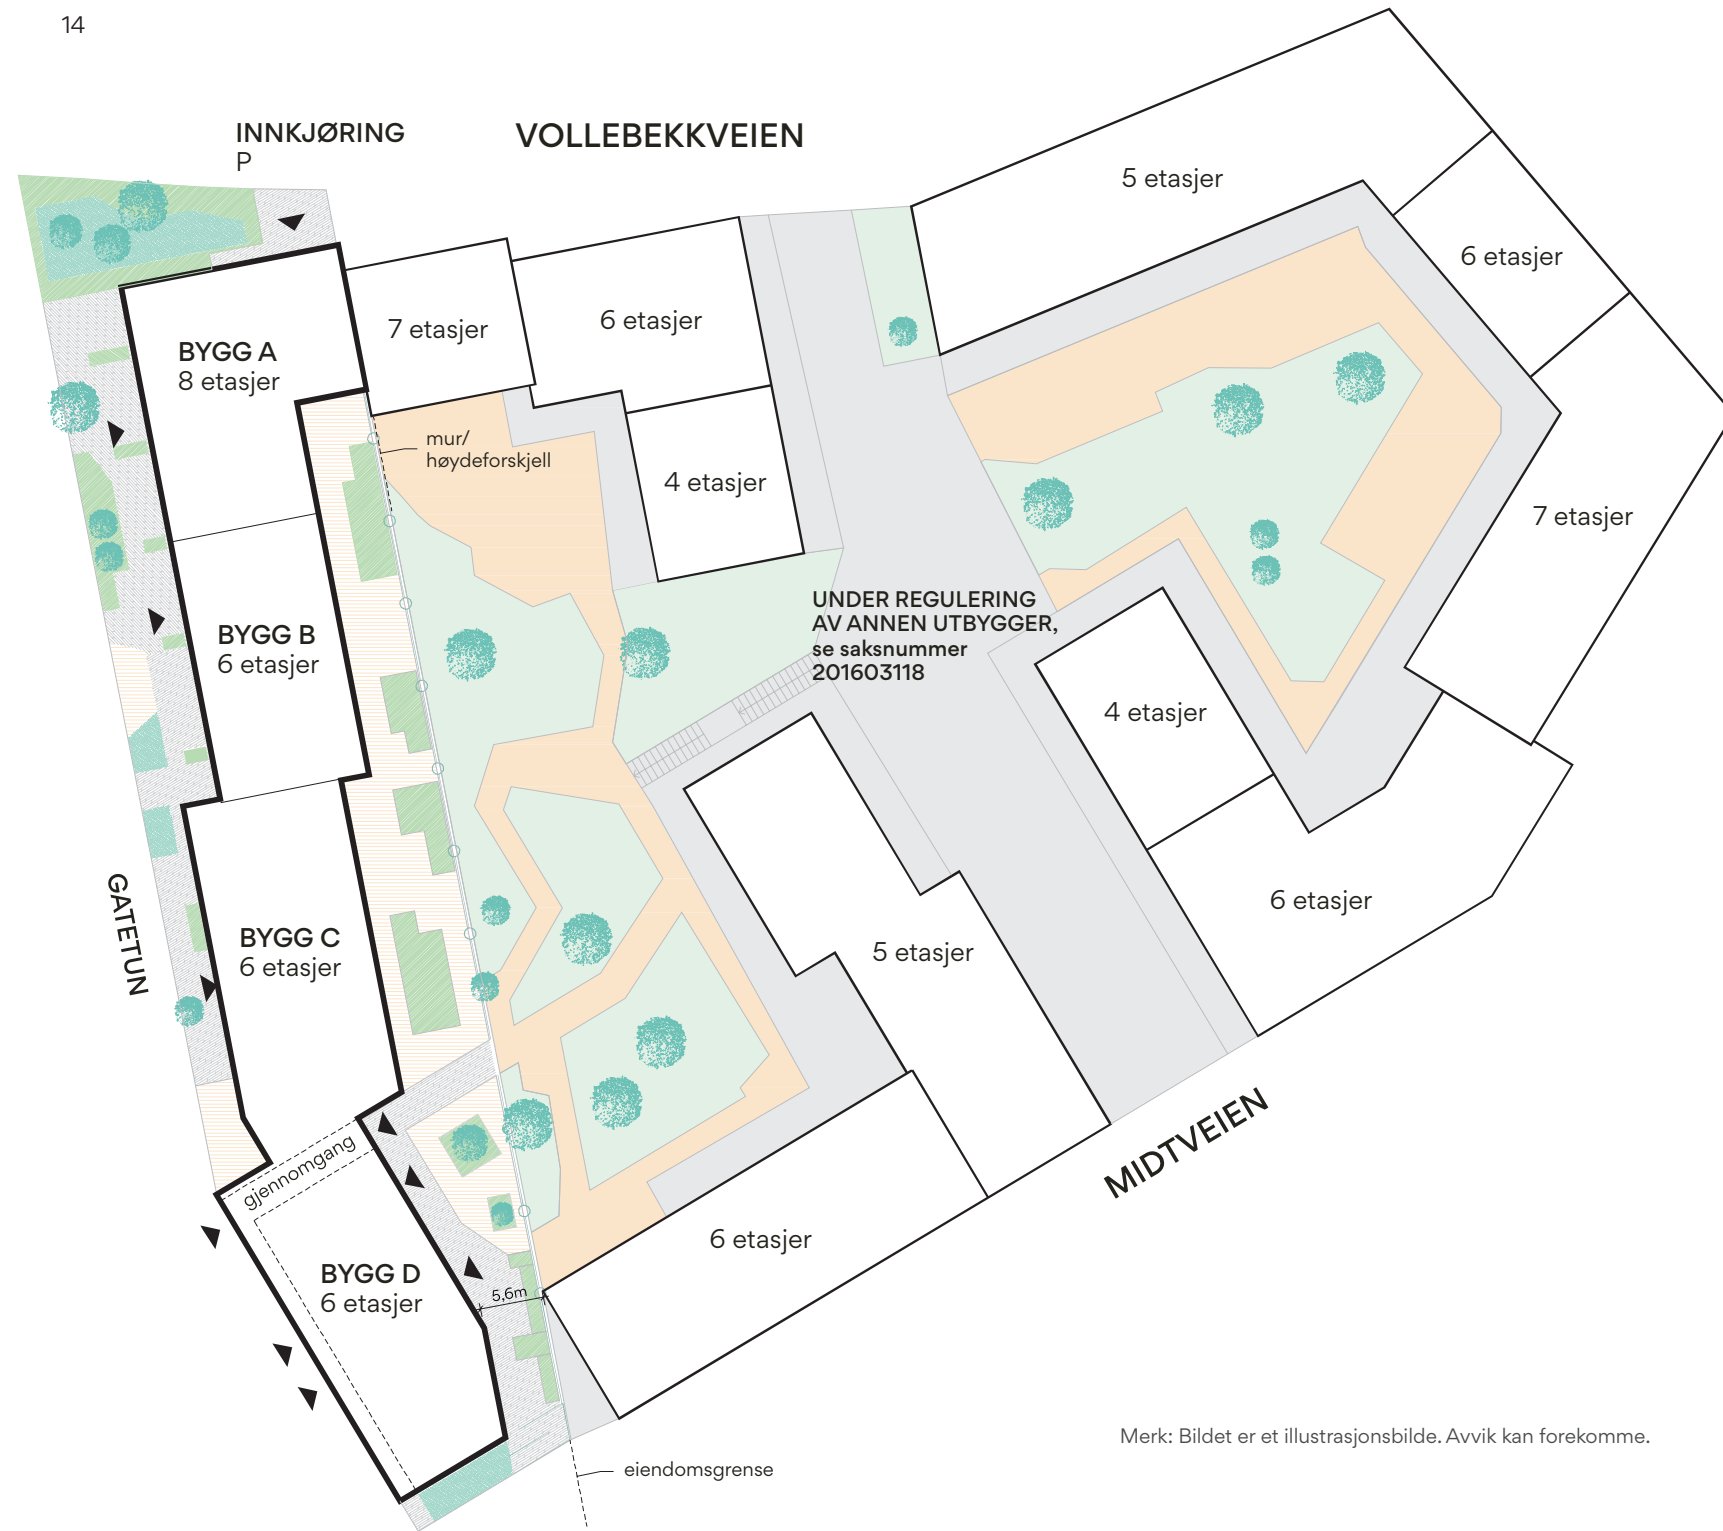 14
INNKJØRING
P
VOLLEBEKKVEIEN
5 etasjer
6 etasjer
7 etasjer
6 etasjer
BYGG A
8 etasjer
mur/
høydeforskjell
4 etasjer
7 etasjer
UNDER REGULERING
AV ANNEN UTBYGGER,
se saksnummer
201603118
BYGG B
6 etasjer
4 etasjer
GATETUN
BYGG C
6 etasjer
5 etasjer
6 etasjer
MIDTVEIEN
gjennomgang
6 etasjer
BYGG D
6 etasjer
5,6m
Merk: Bildet er et illustrasjonsbilde. Avvik kan forekomme.
eiendomsgrense